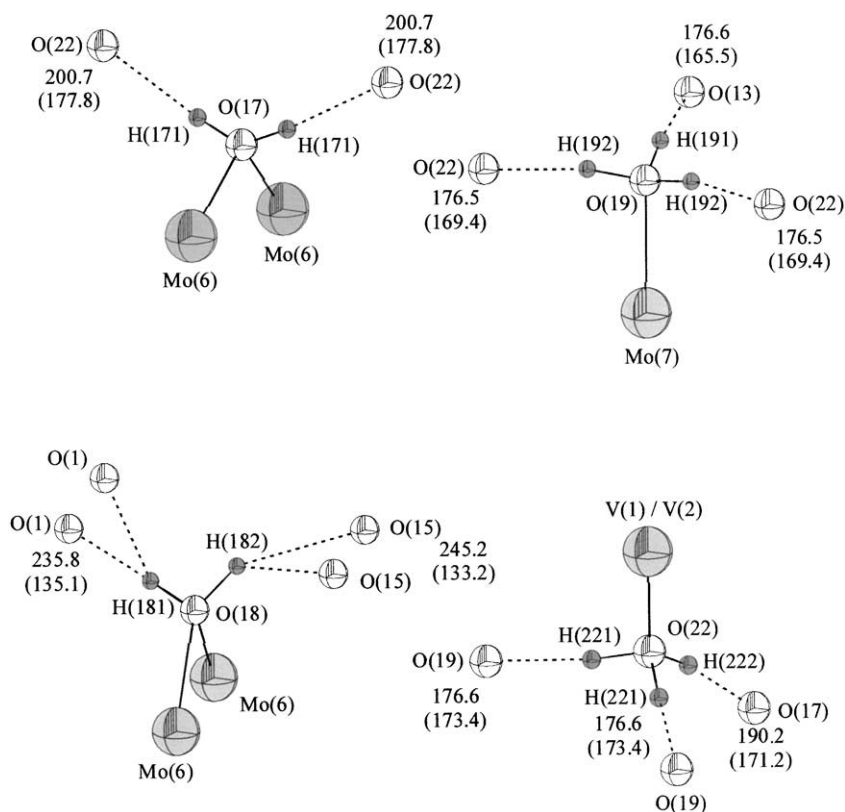 O(22)
200.7
(177.8)
O(17)
H(171)
H(171)
200.7
(177.8)
O(22)
Mo(6)
Mo(6)
176.6
(165.5)
O(13)
H(192)
H(191)
O(22)
176.5
(169.4)
O(19)
H(192)
O(22)
176.5
(169.4)
Mo(7)
O(1)
O(1)
235.8
(135.1)
H(181)
O(18)
H(182)
O(15)
O(15)
245.2
(133.2)
Mo(6)
Mo(6)
V(1) / V(2)
H(221)
O(22)
O(19)
176.6
(173.4)
H(222)
H(221)
176.6
(173.4)
O(17)
190.2
(171.2)
O(19)